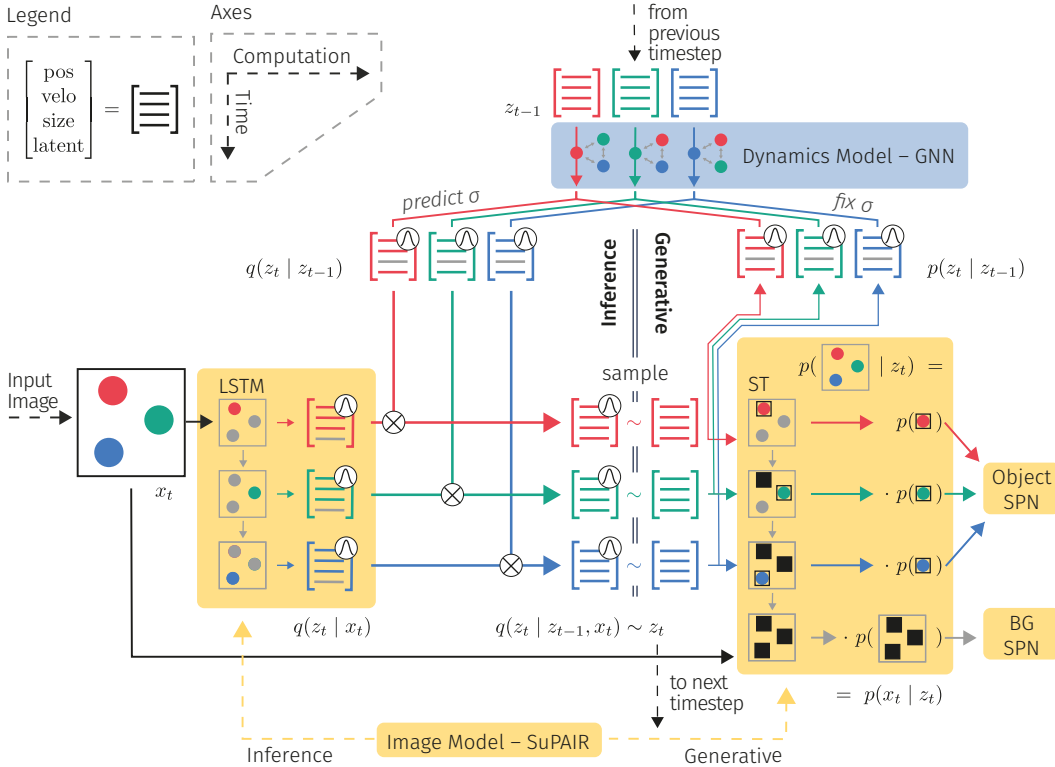 Legend
Axes
pos
velo
size
latent
=
Computation
Time
from
previous
timestep
z_{t-1}
Dynamics Model – GNN
predict σ
fix σ
q(z_t | z_{t-1})
Inference
Generative
p(z_t | z_{t-1})
sample
Input
Image
x_t
LSTM
∼
∼
∼
ST
p( | z_t) =
p( )
· p( )
· p( )
· p( )
Object
SPN
BG
SPN
q(z_t | x_t)
q(z_t | z_{t-1}, x_t) ∼ z_t
= p(x_t | z_t)
to next
timestep
Image Model – SuPAIR
Inference
Generative